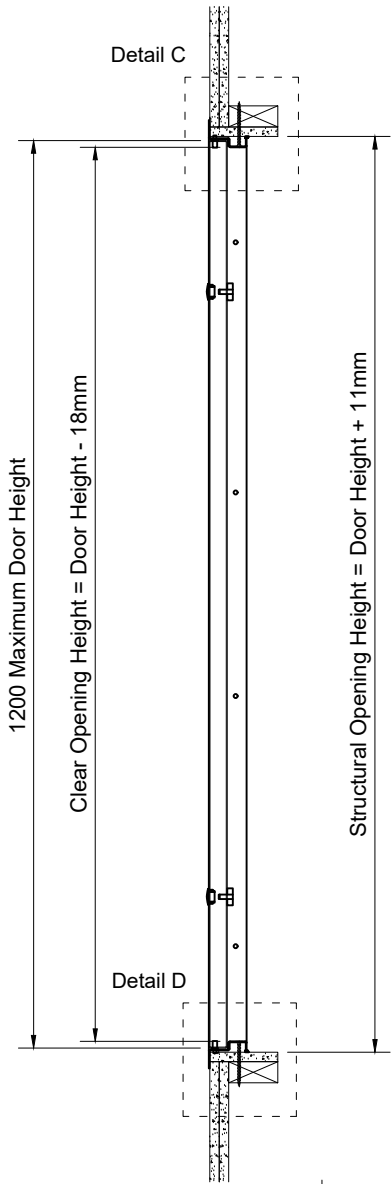 Detail C
1200 Maximum Door Height
Clear Opening Height = Door Height - 18mm
Structural Opening Height = Door Height + 11mm
Detail D